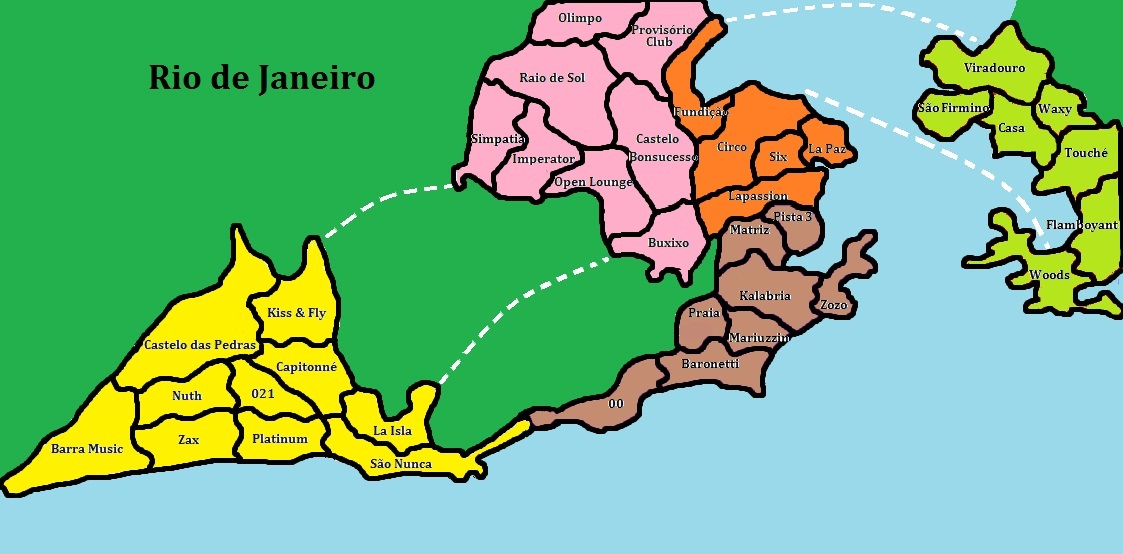 Rio de Janeiro
Olimpo
Provisório
Club
Raio de Sol
Fundição
Simpatia
Imperator
Castelo
Bonsucesso
Open Lounge
Buxixo
Circo
Six
La Paz
Lapassion
Pista 3
Matriz
Kalabria
Zozo
Praia
Mariuzzin
Baronetti
00
Viradouro
São Firmino
Waxy
Casa
Touché
Flamboyant
Woods
Kiss & Fly
Castelo das Pedras
Capitonné
Nuth
021
Barra Music
Zax
Platinum
La Isla
São Nunca